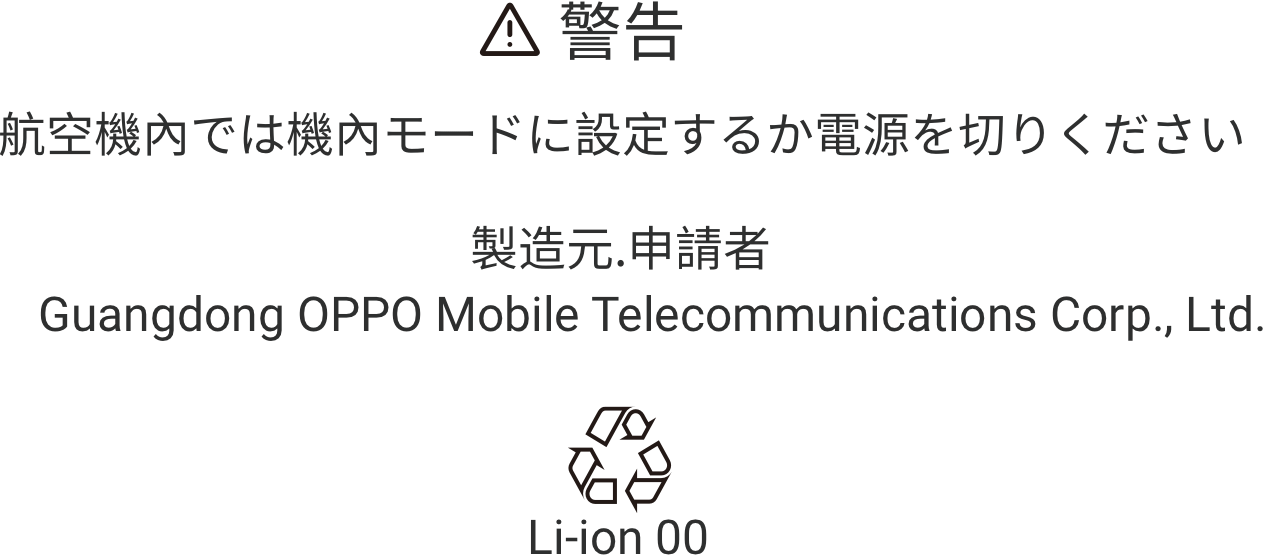 警告
航空機內では機內モードに設定するか電源を切りください
製造元.申請者
Guangdong OPPO Mobile Telecommunications Corp., Ltd.
Li-ion 00